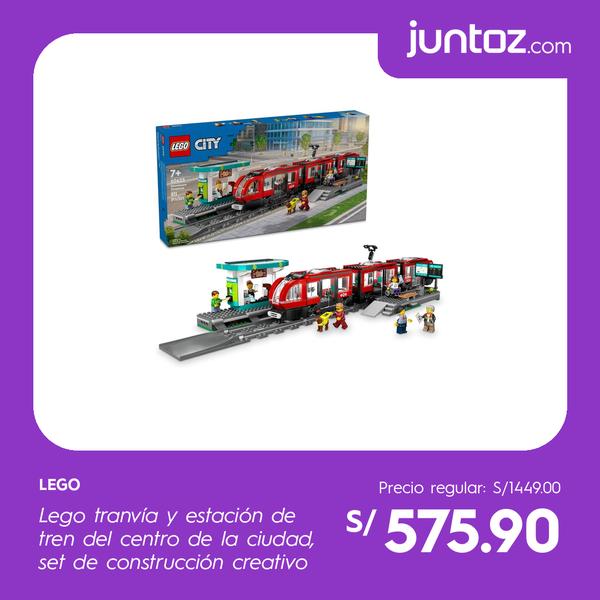 juntoz.com
LEGO CITY
7+
LEGO
Precio regular: S/1449.00
Lego tranvía y estación de
tren del centro de la ciudad,
set de construcción creativo
S/ 575.90